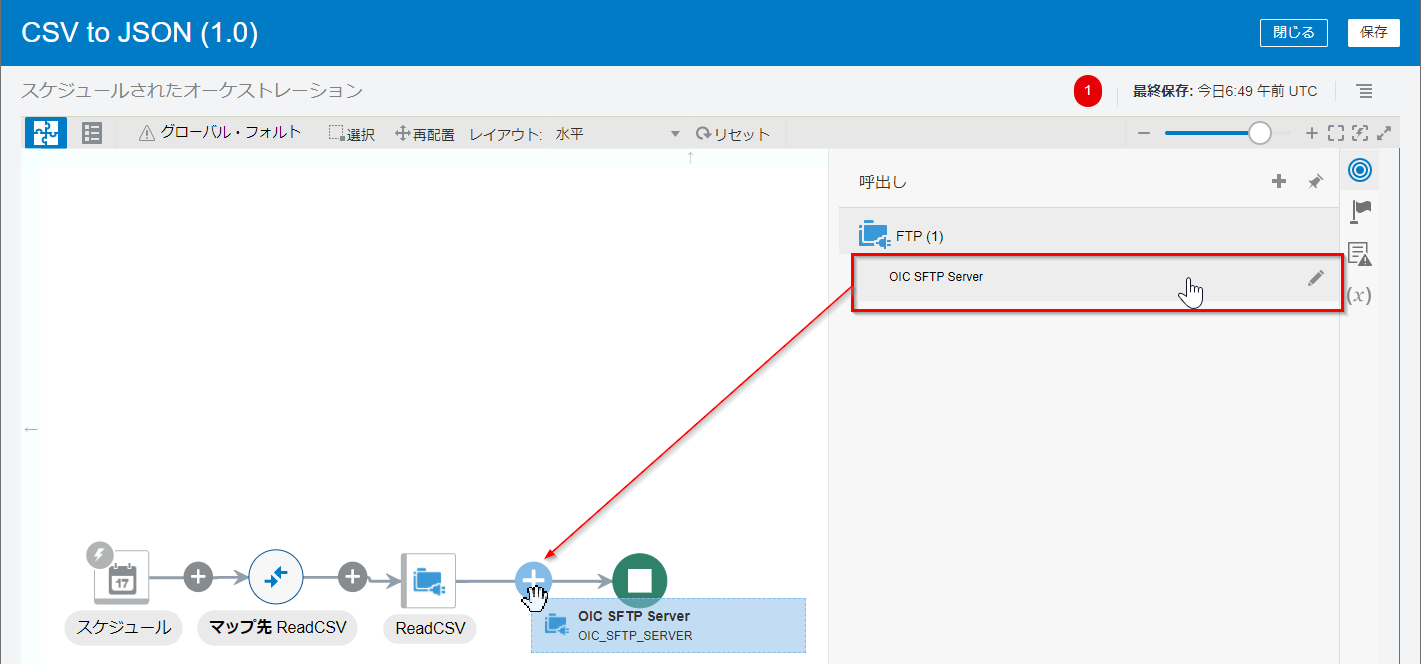 CSV to JSON (1.0)
閉じる
保存
スケジュールされたオーケストレーション
1
最終保存: 今日6:49 午前 UTC
グローバル・フォルト
選択
再配置
レイアウト:
水平
リセット
呼出し
FTP (1)
OIC SFTP Server
(x)
17
スケジュール
マップ先 ReadCSV
ReadCSV
OIC SFTP Server
OIC_SFTP_SERVER